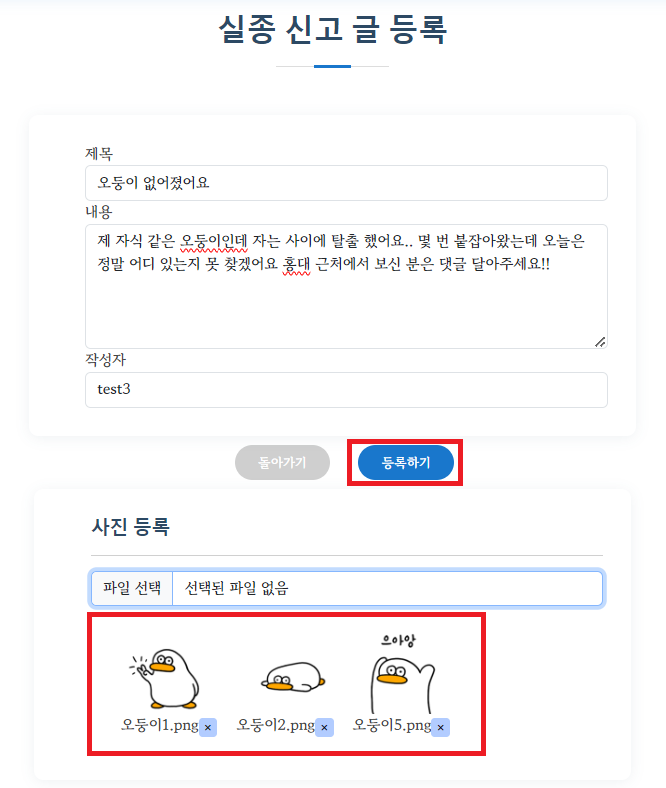 실종 신고 글 등록
제목
오둥이 없어졌어요
내용
제 자식 같은 오둥이인데 자는 사이에 탈출 했어요.. 몇 번 붙잡아왔는데 오늘은
정말 어디 있는지 못 찾겠어요 홍대 근처에서 보신 분은 댓글 달아주세요!!
작성자
test3
돌아가기 등록하기
사진 등록
파일 선택 선택된 파일 없음
으아앙
오둥이1.png× 오둥이2.png× 오둥이5.png×